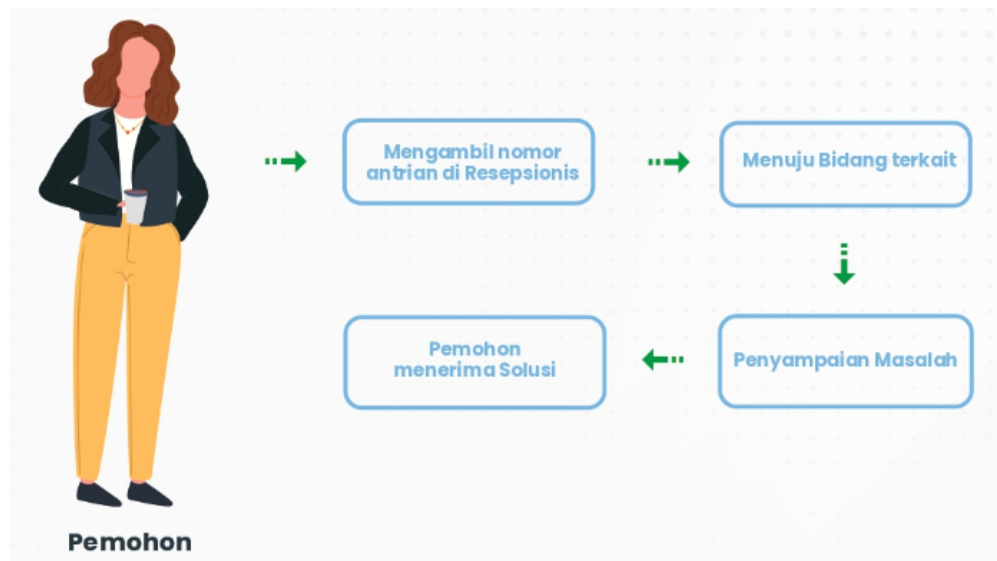 Mengambil nomor
antrian di Resepsionis
Menuju Bidang terkait
Penyampaian Masalah
Pemohon
menerima Solusi
Pemohon